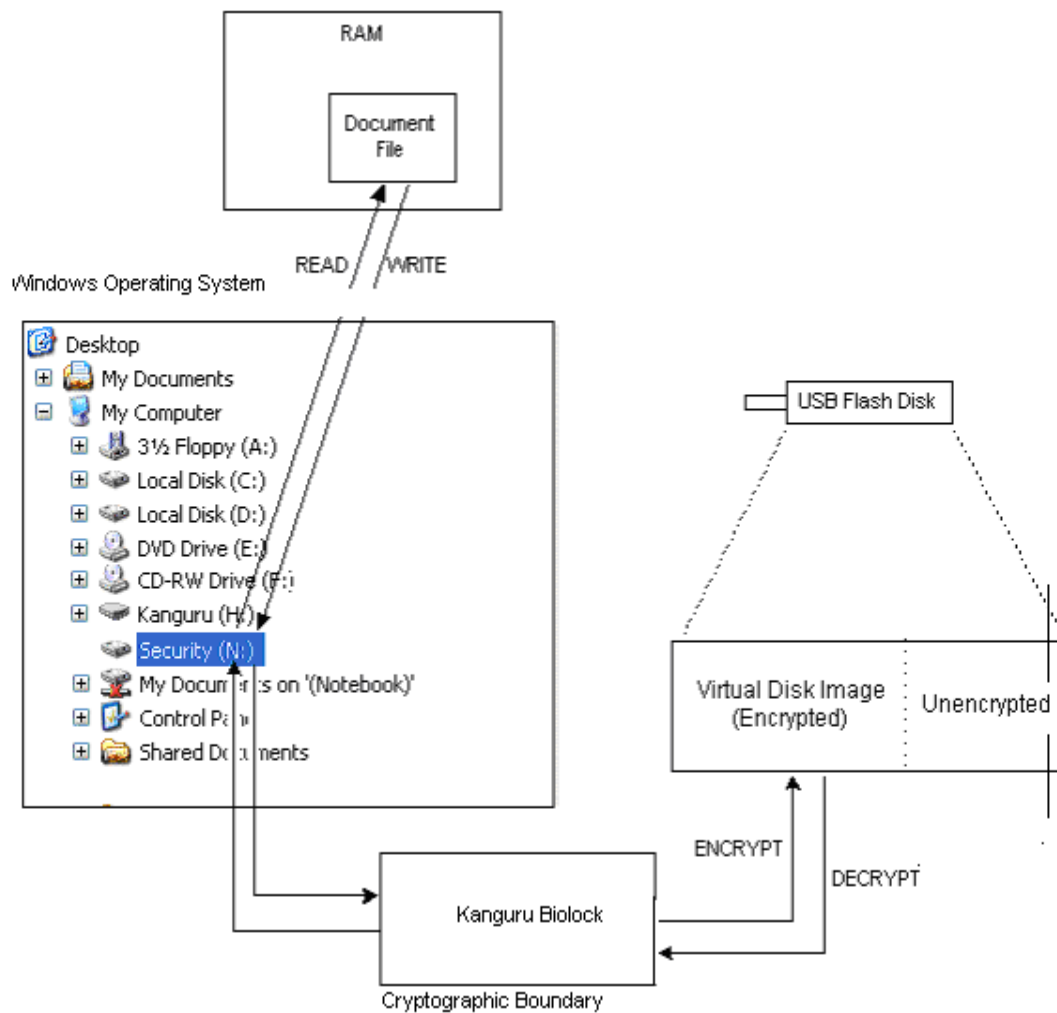 RAM
Document
File
READ
WRITE
Windows Operating System
Desktop
My Documents
My Computer
3½ Floppy (A:)
Local Disk (C:)
Local Disk (D:)
DVD Drive (E:)
CD-RW Drive (F:)
Kanguru (H:)
Security (N:)
My Documents on '(Notebook)'
Control Panel
Shared Documents
USB Flash Disk
Virtual Disk Image
(Encrypted)
Unencrypted
ENCRYPT
DECRYPT
Kanguru Biolock
Cryptographic Boundary